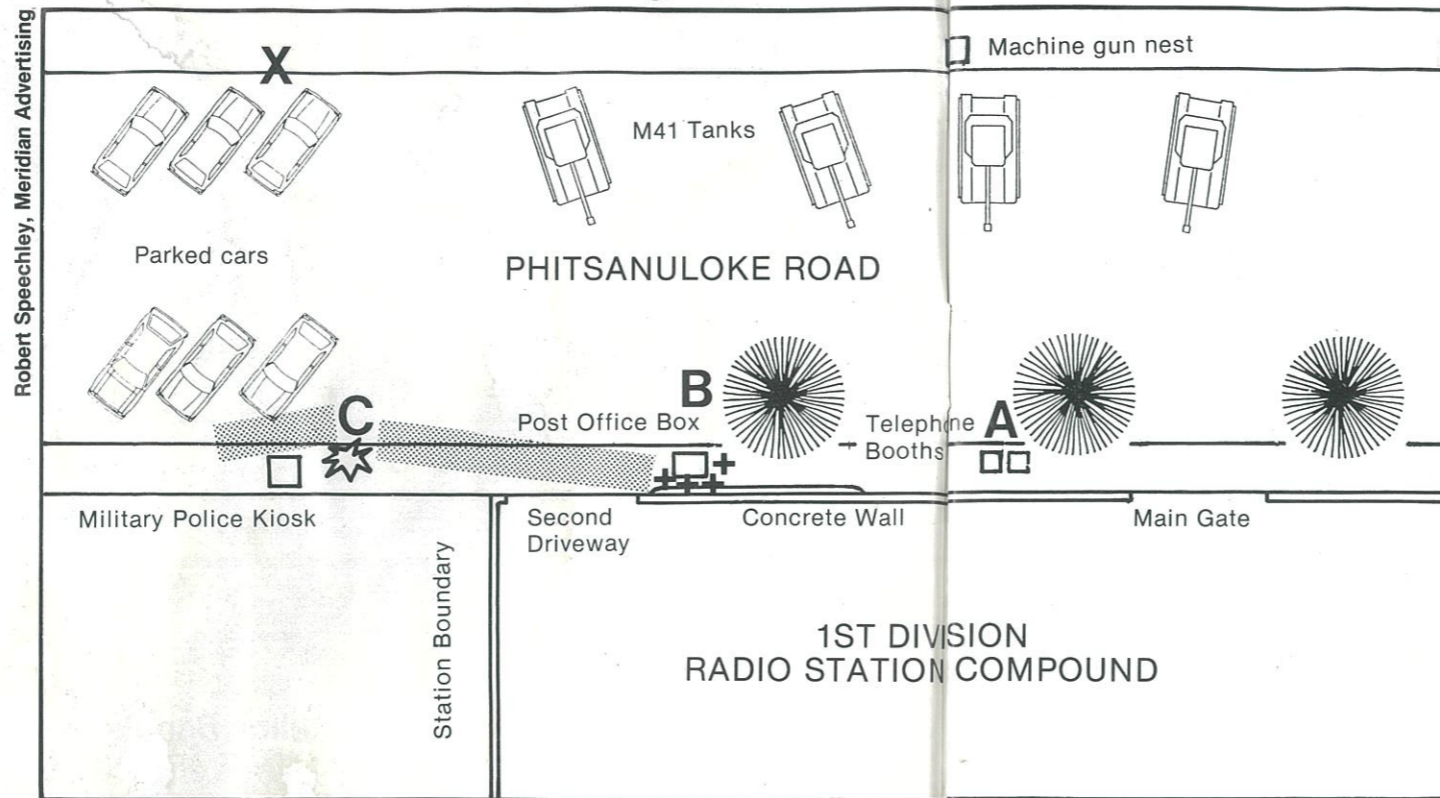 Robert Speechley, Meridian Advertising
Machine gun nest
X
M41 Tanks
Parked cars
PHITSANULOKE ROAD
B
C
Post Office Box
Telephne
Booths
A
Military Police Kiosk
Second
Driveway
Concrete Wall
Main Gate
Station Boundary
1ST DIVISION
RADIO STATION COMPOUND